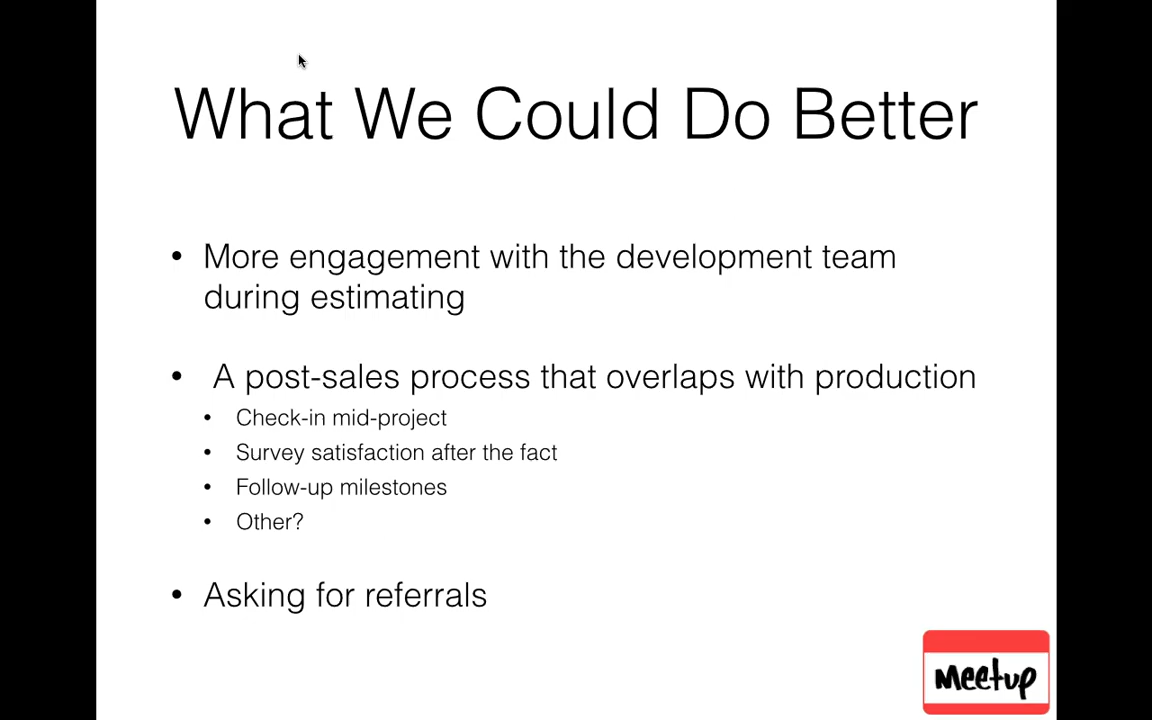 What We Could Do Better
• More engagement with the development team
during estimating
• A post-sales process that overlaps with production
• Check-in mid-project
• Survey satisfaction after the fact
• Follow-up milestones
• Other?
• Asking for referrals
Meetup